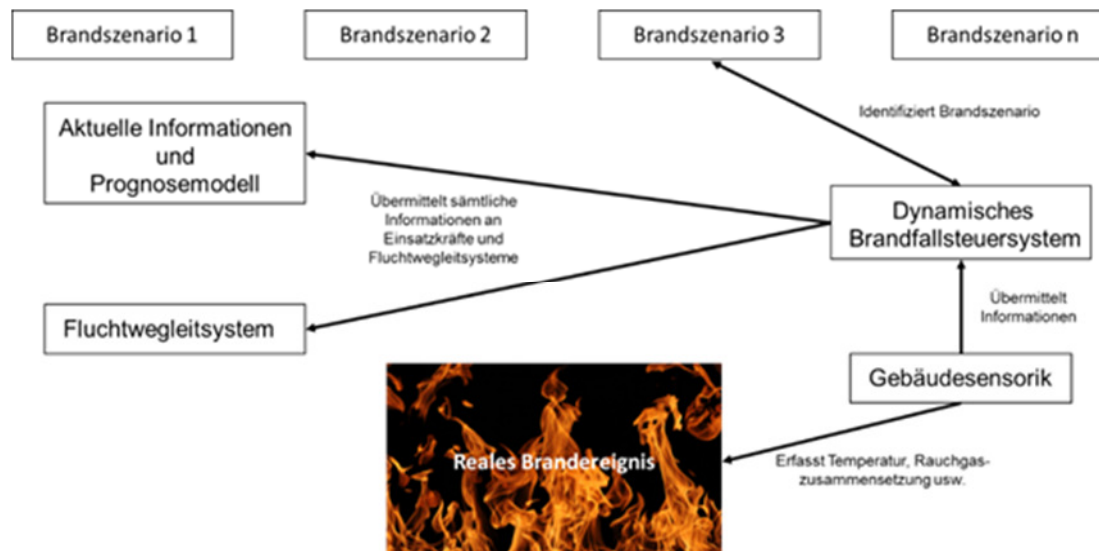 Brandszenario 1
Brandszenario 2
Brandszenario 3
Brandszenario n
Identifiziert Brandszenario
Aktuelle Informationen
und
Prognosemodell
Übermittelt sämtliche
Informationen an
Einsatzkräfte und
Fluchtwegleitsysteme
Dynamisches
Brandfallsteuersystem
Übermittelt
Informationen
Fluchtwegleitsystem
Gebäudesensorik
Reales Brandereignis
Erfasst Temperatur, Rauchgas-
zusammensetzung usw.